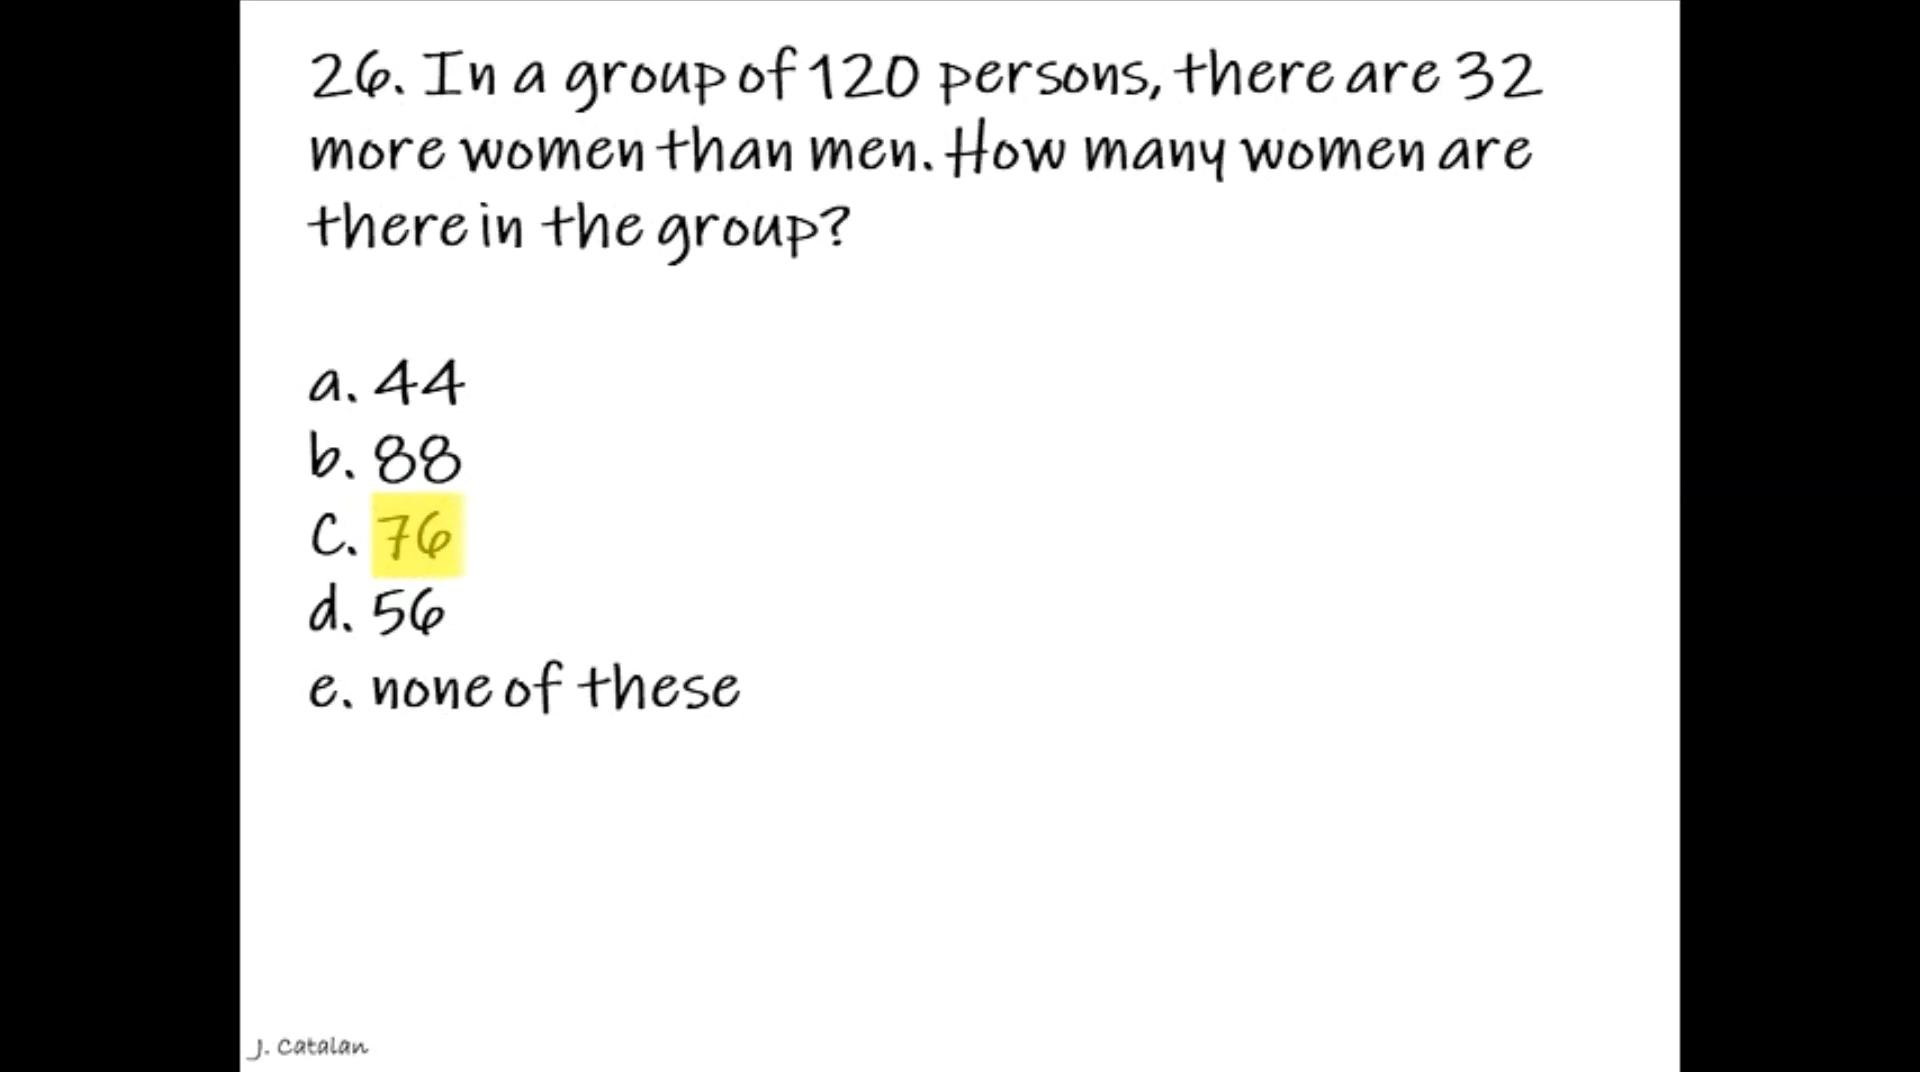 26. In a group of 120 persons, there are 32
more women than men. How many women are
there in the group?
a. 44
b. 88
C. 76
d. 56
e. none of these
J. Catalan